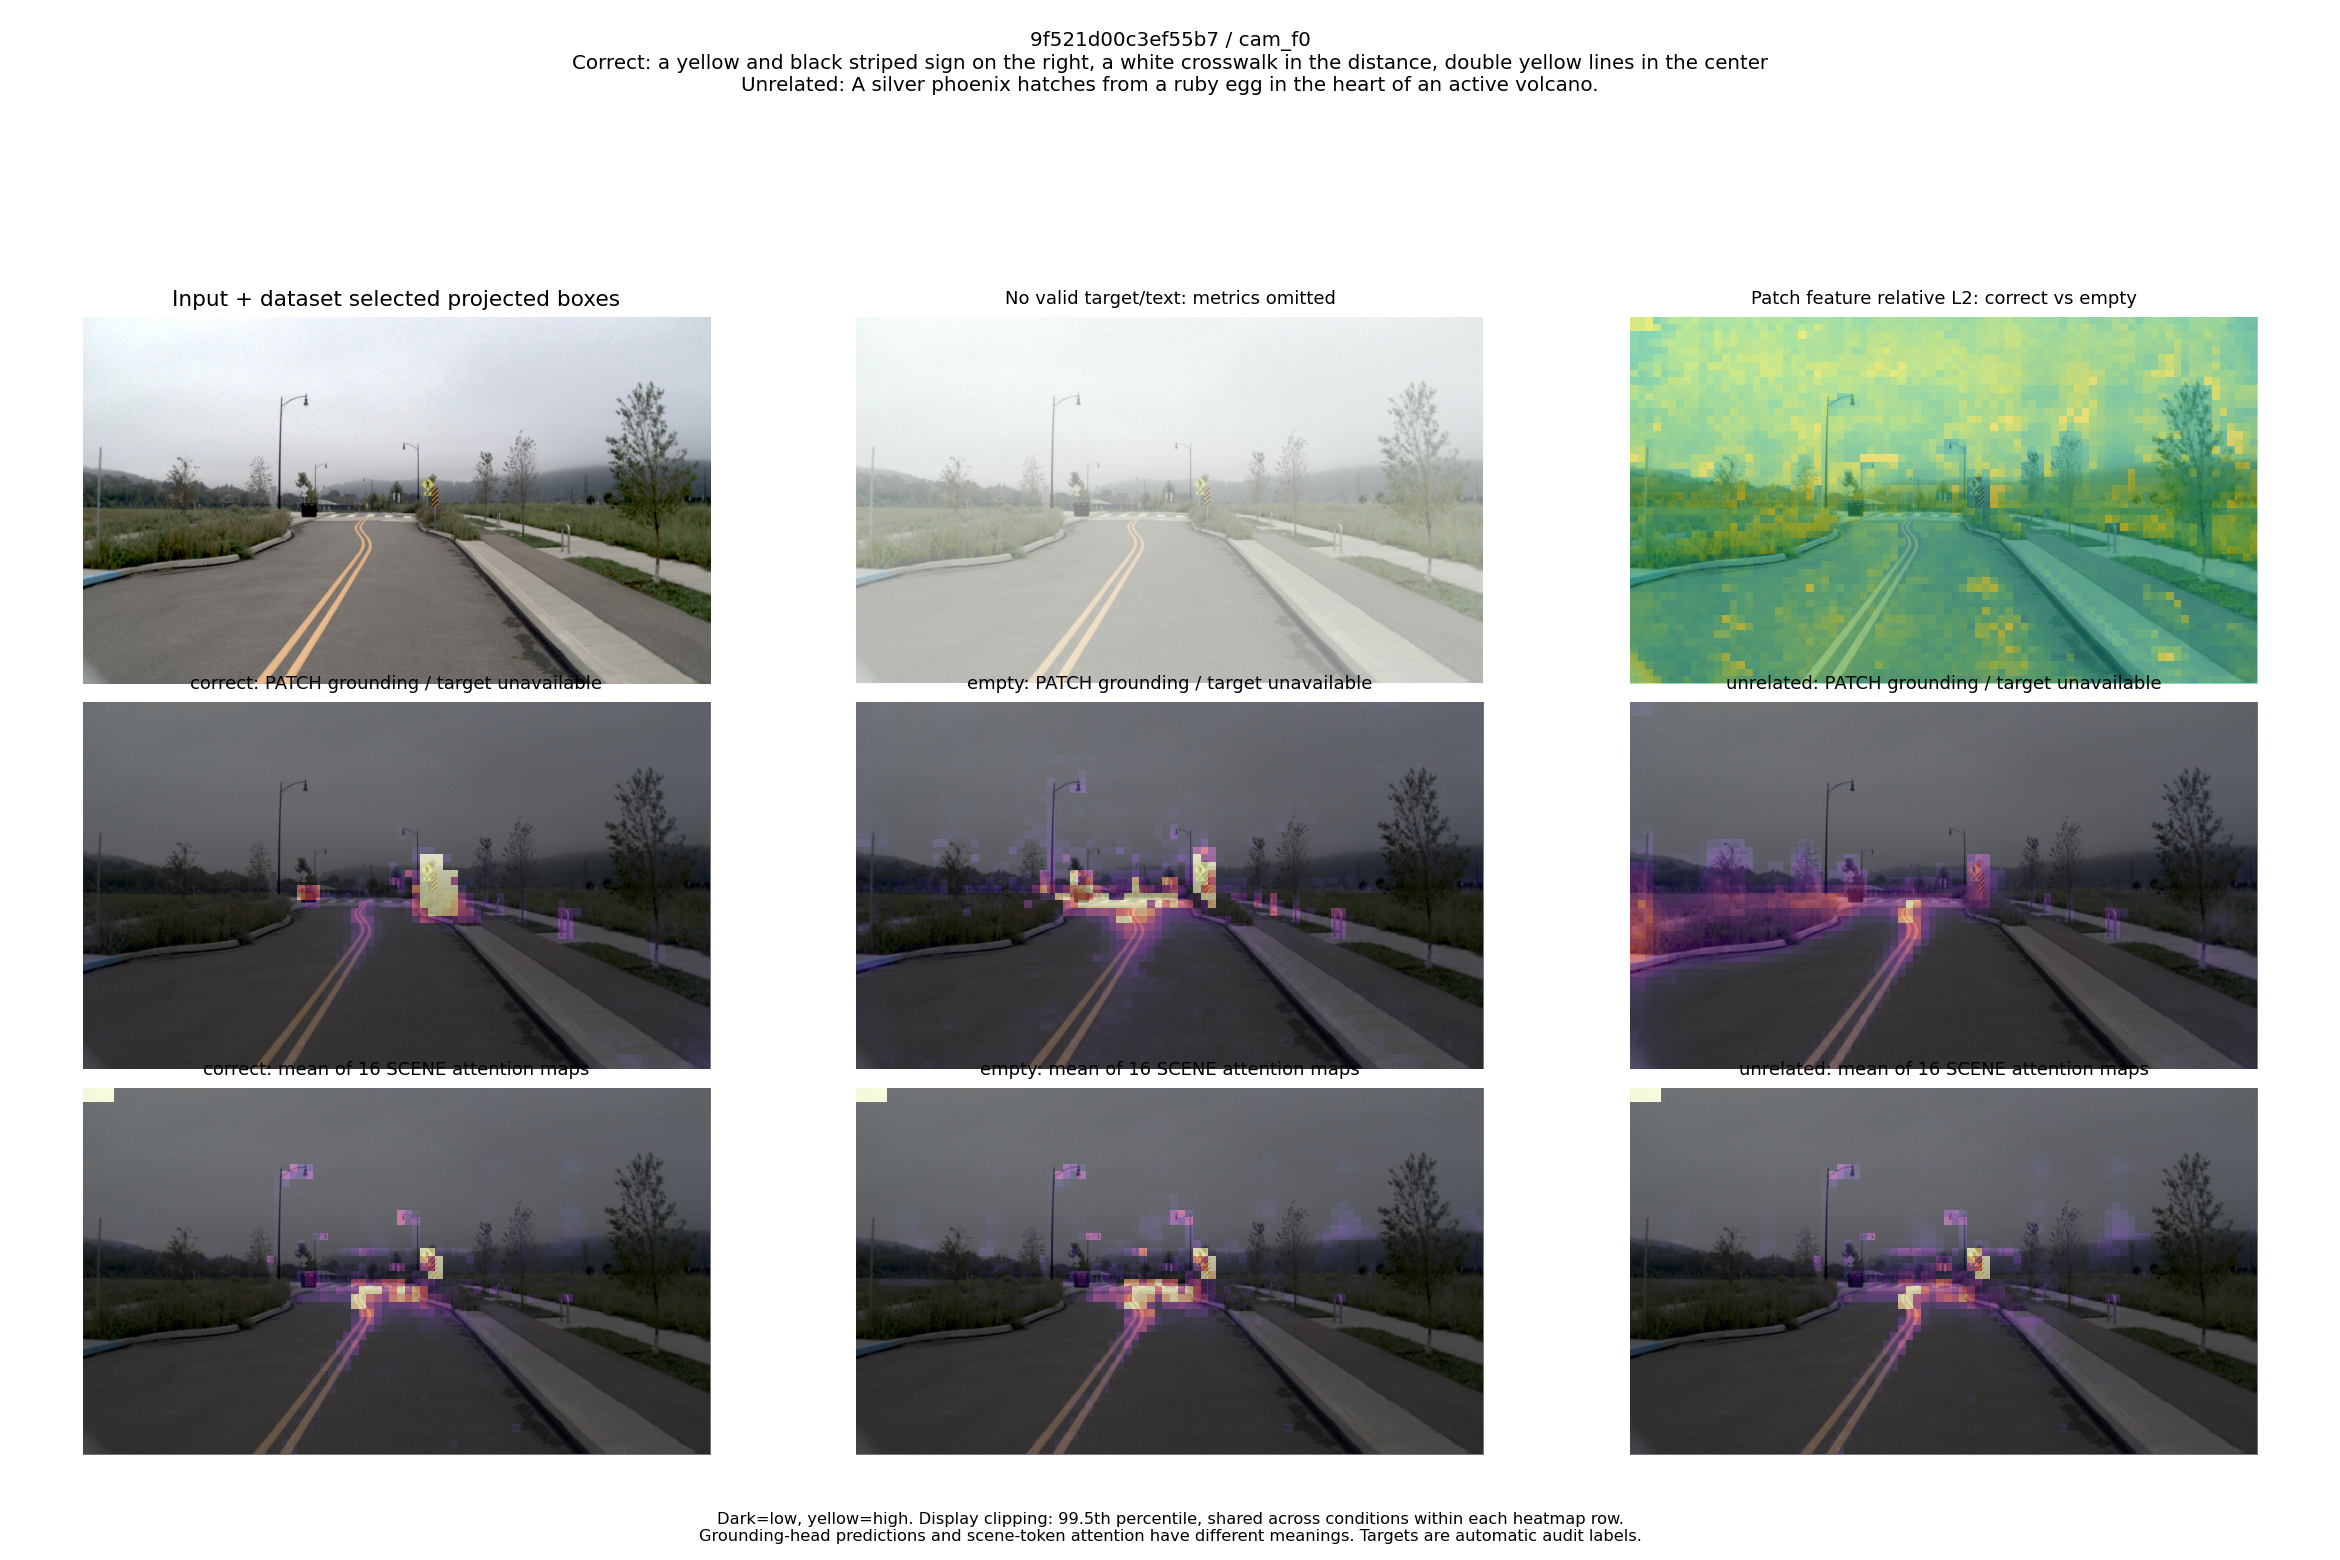 9f521d00c3ef55b7 / cam_f0
Correct: a yellow and black striped sign on the right, a white crosswalk in the distance, double yellow lines in the center
Unrelated: A silver phoenix hatches from a ruby egg in the heart of an active volcano.
Input + dataset selected projected boxes
No valid target/text: metrics omitted
Patch feature relative L2: correct vs empty
correct: PATCH grounding / target unavailable
empty: PATCH grounding / target unavailable
unrelated: PATCH grounding / target unavailable
correct: mean of 16 SCENE attention maps
empty: mean of 16 SCENE attention maps
unrelated: mean of 16 SCENE attention maps
Dark=low, yellow=high. Display clipping: 99.5th percentile, shared across conditions within each heatmap row.
Grounding-head predictions and scene-token attention have different meanings. Targets are automatic audit labels.